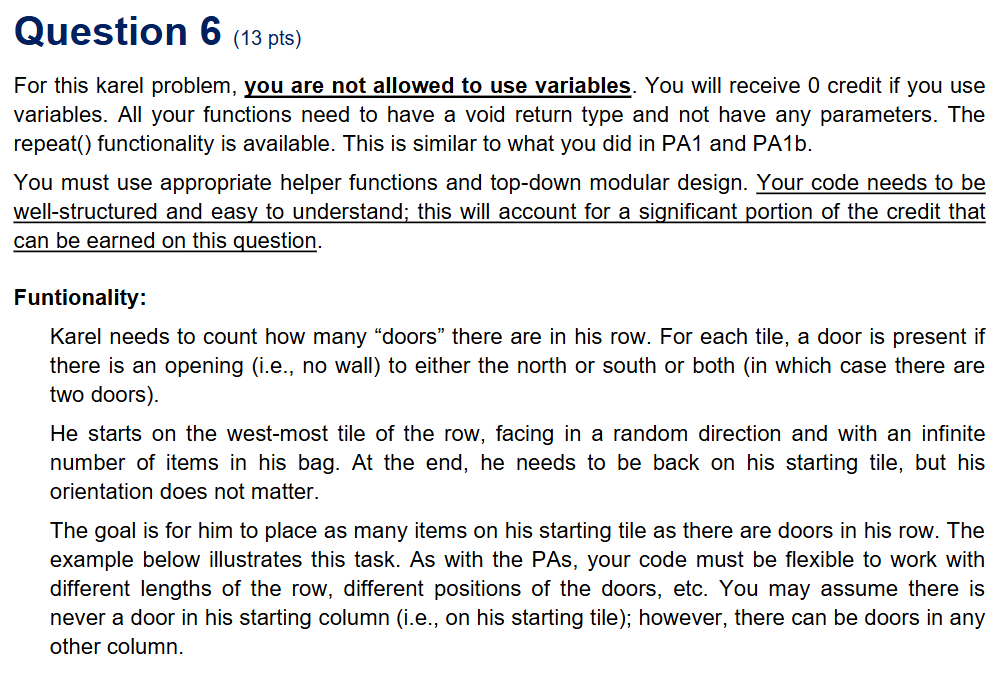 Question 6 (13 pts)
For this karel problem, you are not allowed to use variables. You will receive 0 credit if you use
variables. All your functions need to have a void return type and not have any parameters. The
repeat() functionality is available. This is similar to what you did in PA1 and PA1b.
You must use appropriate helper functions and top-down modular design. Your code needs to be
well-structured and easy to understand; this will account for a significant portion of the credit that
can be earned on this question.
Funtionality:
Karel needs to count how many “doors” there are in his row. For each tile, a door is present if
there is an opening (i.e., no wall) to either the north or south or both (in which case there are
two doors).
He starts on the west-most tile of the row, facing in a random direction and with an infinite
number of items in his bag. At the end, he needs to be back on his starting tile, but his
orientation does not matter.
The goal is for him to place as many items on his starting tile as there are doors in his row. The
example below illustrates this task. As with the PAs, your code must be flexible to work with
different lengths of the row, different positions of the doors, etc. You may assume there is
never a door in his starting column (i.e., on his starting tile); however, there can be doors in any
other column.